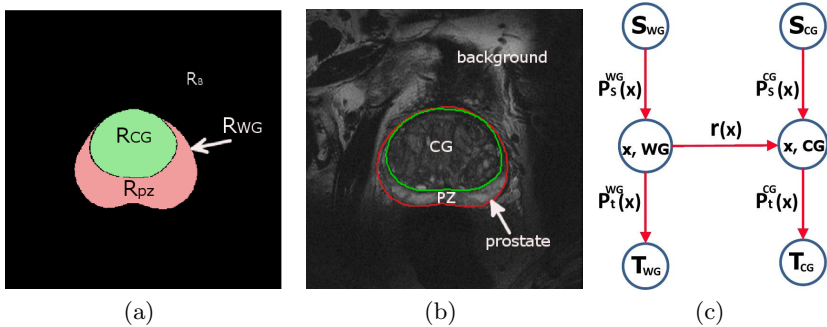 R_B
R_CG
R_WG
R_pz
(a)
background
CG
PZ
prostate
(b)
S_WG
S_CG
P_S^WG(x)
P_S^CG(x)
x, WG
r(x)
x, CG
P_t^WG(x)
P_t^CG(x)
T_WG
T_CG
(c)